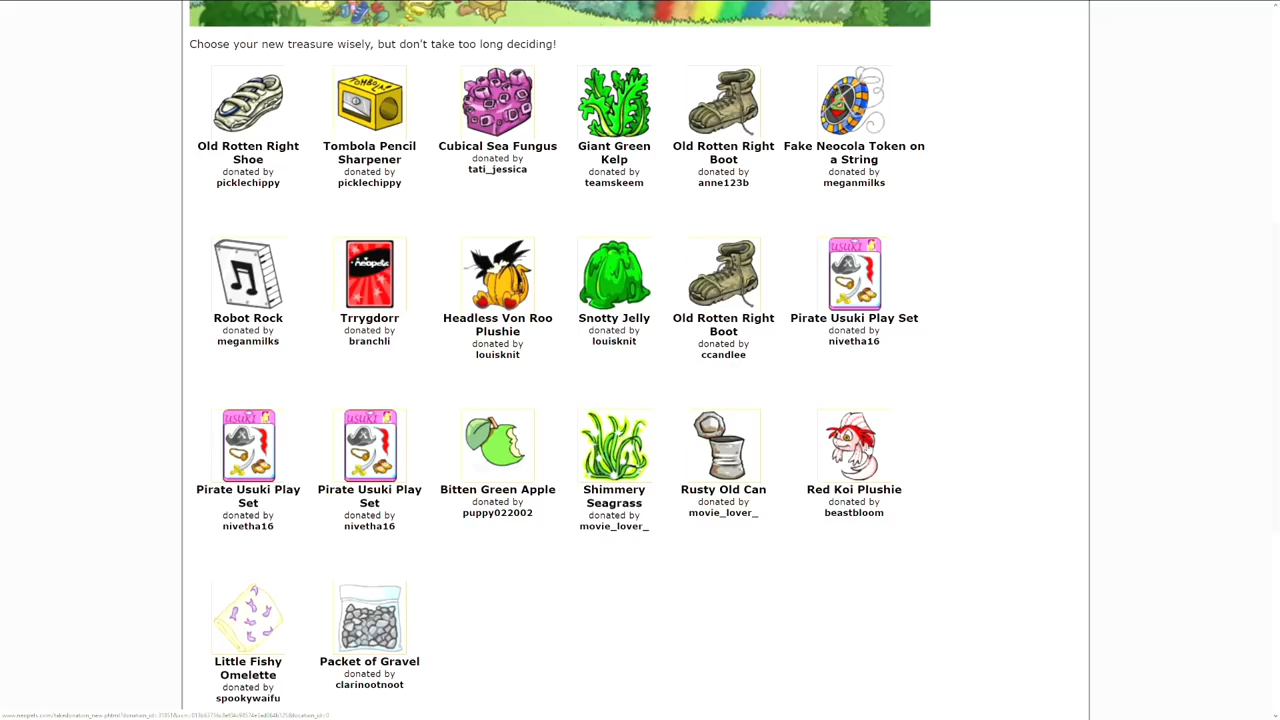 Choose your new treasure wisely, but don't take too long deciding!
TOMBOLA
Old Rotten Right
Shoe
donated by
picklechippy
Tombola Pencil
Sharpener
donated by
picklechippy
Cubical Sea Fungus
donated by
tati_jessica
Giant Green
Kelp
donated by
teamskeem
Old Rotten Right
Boot
donated by
anne123b
Fake Neocola Token on
a String
donated by
meganmilks
neopets
USUKI
Robot Rock
donated by
meganmilks
Trrygdorr
donated by
branchli
Headless Von Roo
Plushie
donated by
louisknit
Snotty Jelly
donated by
louisknit
Old Rotten Right
Boot
donated by
ccandlee
Pirate Usuki Play Set
donated by
nivetha16
USUKI
USUKI
Pirate Usuki Play
Set
donated by
nivetha16
Pirate Usuki Play
Set
donated by
nivetha16
Bitten Green Apple
donated by
puppy022002
Shimmery
Seagrass
donated by
movie_lover_
Rusty Old Can
donated by
movie_lover_
Red Koi Plushie
donated by
beastbloom
Little Fishy
Omelette
donated by
spookywaifu
Packet of Gravel
donated by
clarinootnoot